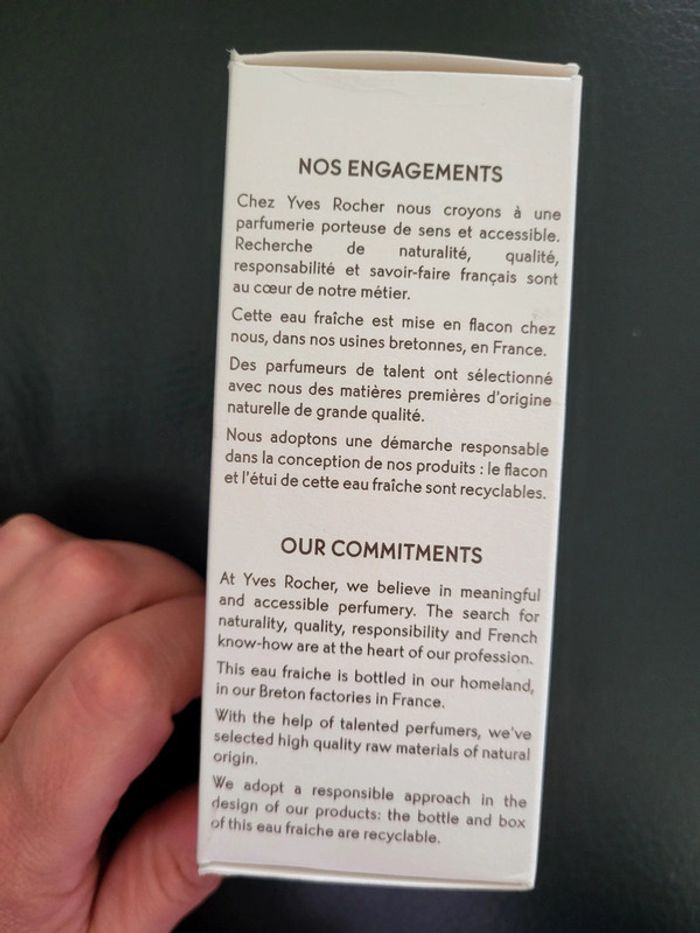 NOS ENGAGEMENTS
Chez Yves Rocher nous croyons à une
parfumerie porteuse de sens et accessible.
Recherche de naturalité, qualité,
responsabilité et savoir-faire français sont
au cœur de notre métier.
Cette eau fraîche est mise en flacon chez
nous, dans nos usines bretonnes, en France.
Des parfumeurs de talent ont sélectionné
avec nous des matières premières d'origine
naturelle de grande qualité.
Nous adoptons une démarche responsable
dans la conception de nos produits : le flacon
et l'étui de cette eau fraîche sont recyclables.
OUR COMMITMENTS
At Yves Rocher, we believe in meaningful
and accessible perfumery. The search for
naturality, quality, responsibility and French
know-how are at the heart of our profession.
This eau fraiche is bottled in our homeland,
in our Breton factories in France.
With the help of talented perfumers, we've
selected high quality raw materials of natural
origin.
We adopt a responsible approach in the
design of our products: the bottle and box
of this eau fraiche are recyclable.